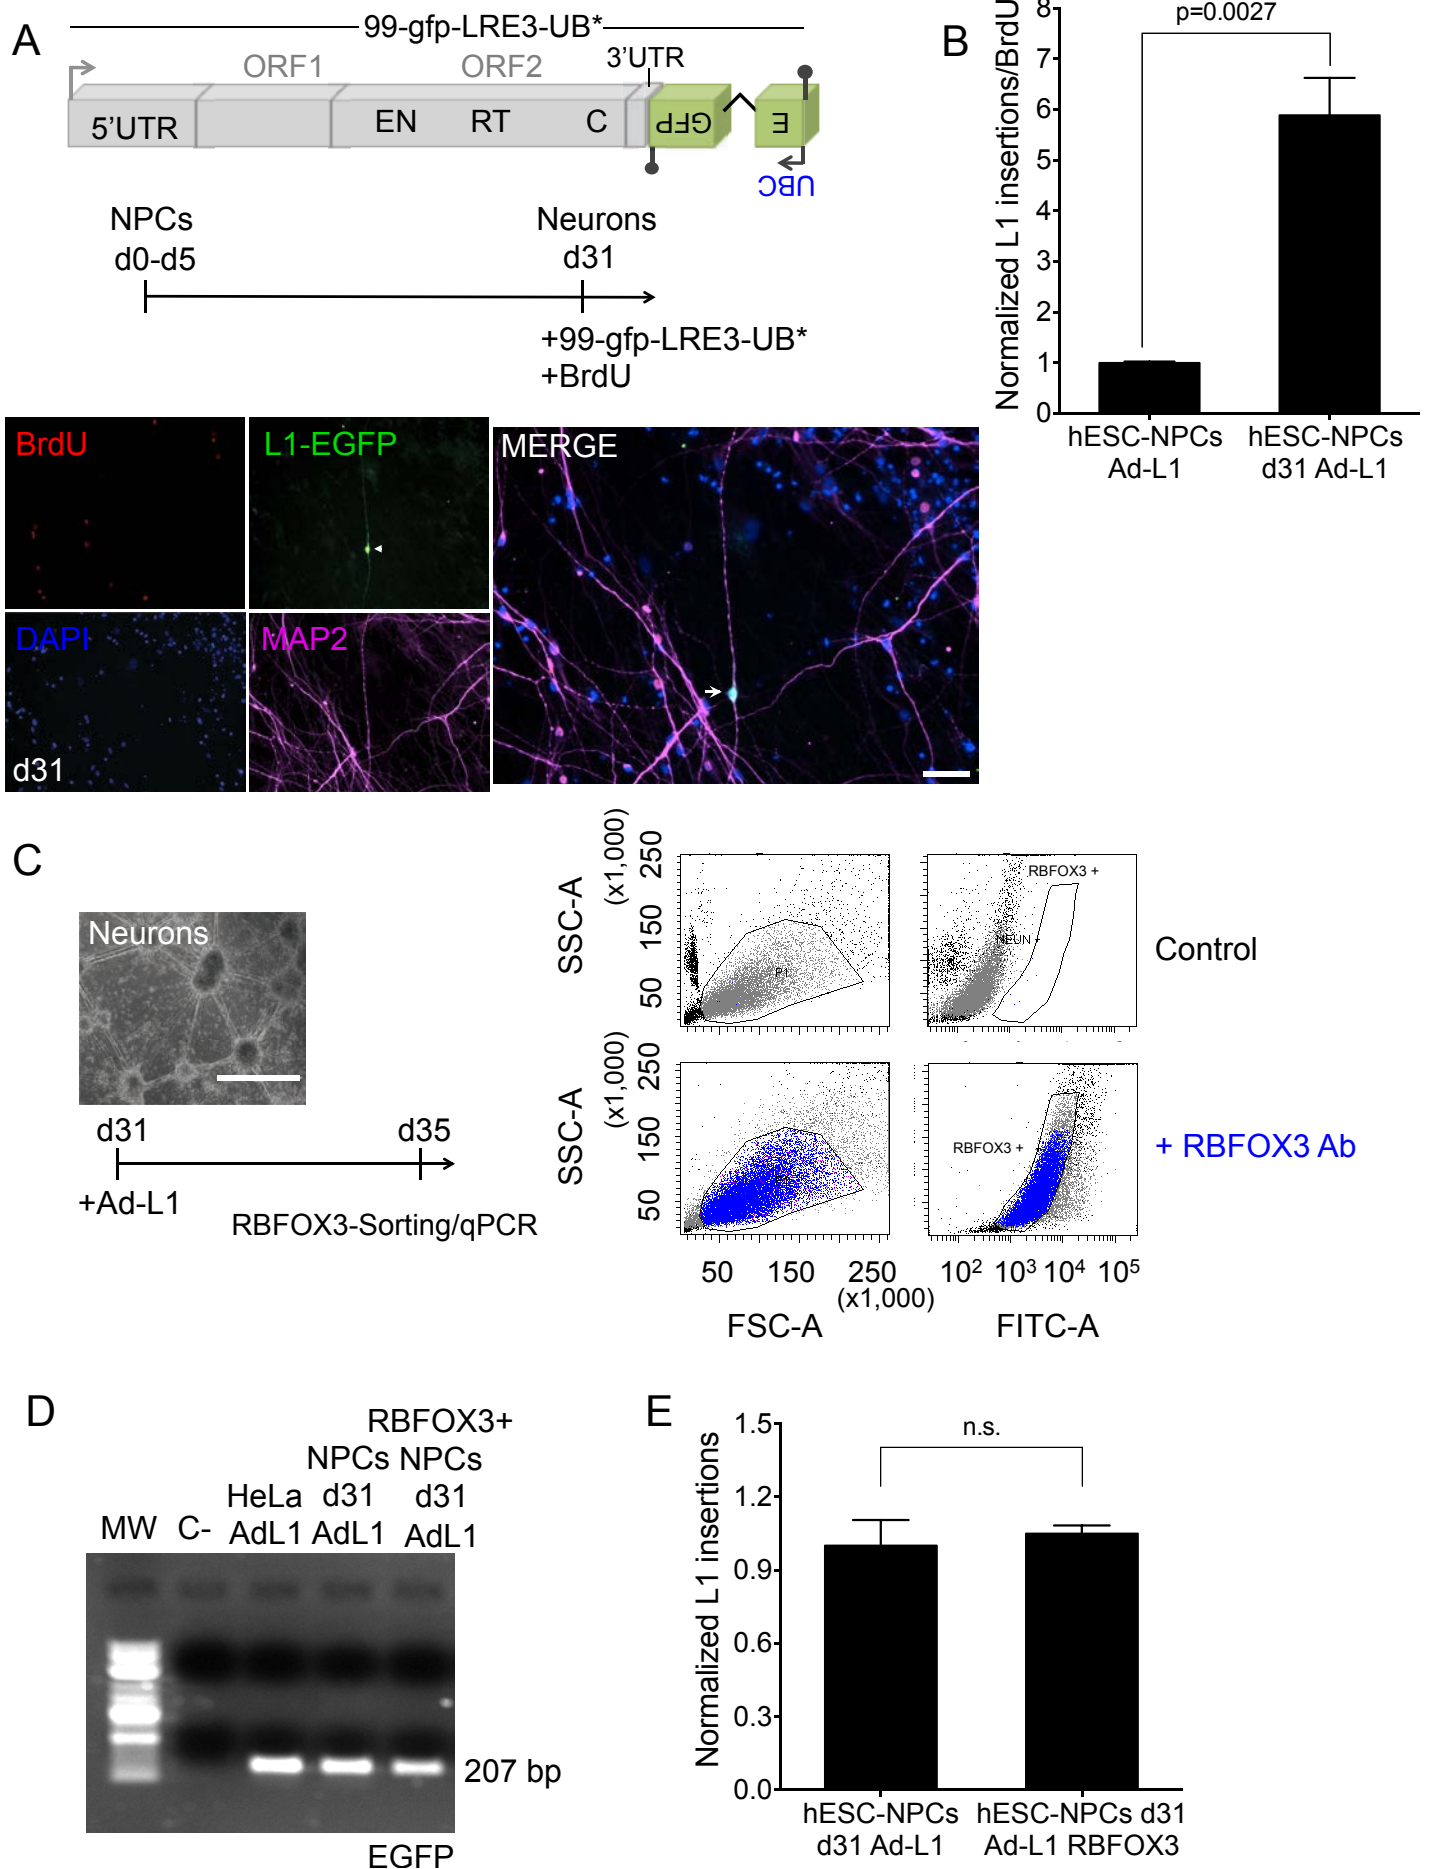 A
99-gfp-LRE3-UB*
ORF1
ORF2
3’UTR
5’UTR
EN
RT
C
GFP
E
UBC
NPCs
d0-d5
Neurons
d31
+99-gfp-LRE3-UB*
+BrdU
BrdU
L1-EGFP
MERGE
DAPI
MAP2
d31
B
Normalized L1 insertions/BrdU
p=0.0027
8
7
6
5
4
3
2
1
0
hESC-NPCs
Ad-L1
hESC-NPCs
d31 Ad-L1
C
Neurons
d31
d35
+Ad-L1
RBFOX3-Sorting/qPCR
SSC-A
(x1,000)
50 150 250
P1
RBFOX3 +
NEUN +
Control
SSC-A
(x1,000)
50 150 250
RBFOX3 +
+ RBFOX3 Ab
50 150 250
(x1,000)
FSC-A
10² 10³ 10⁴ 10⁵
FITC-A
D
RBFOX3+
NPCs NPCs
HeLa d31 d31
MW C- AdL1 AdL1 AdL1
207 bp
EGFP
E
Normalized L1 insertions
n.s.
1.5
1.2
0.9
0.6
0.3
0.0
hESC-NPCs
d31 Ad-L1
hESC-NPCs d31
Ad-L1 RBFOX3